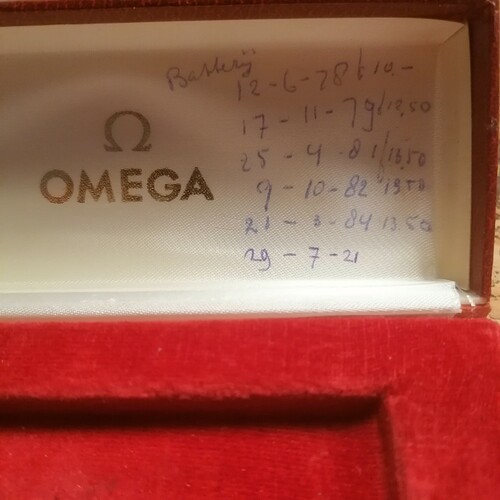 Ω
OMEGA
Batterij
12-6-78 f 10.-
17-11-79 f 12,50
25-4-81 f 13,50
9-10-82 13.50
21-3-84 13.50
29-7-21